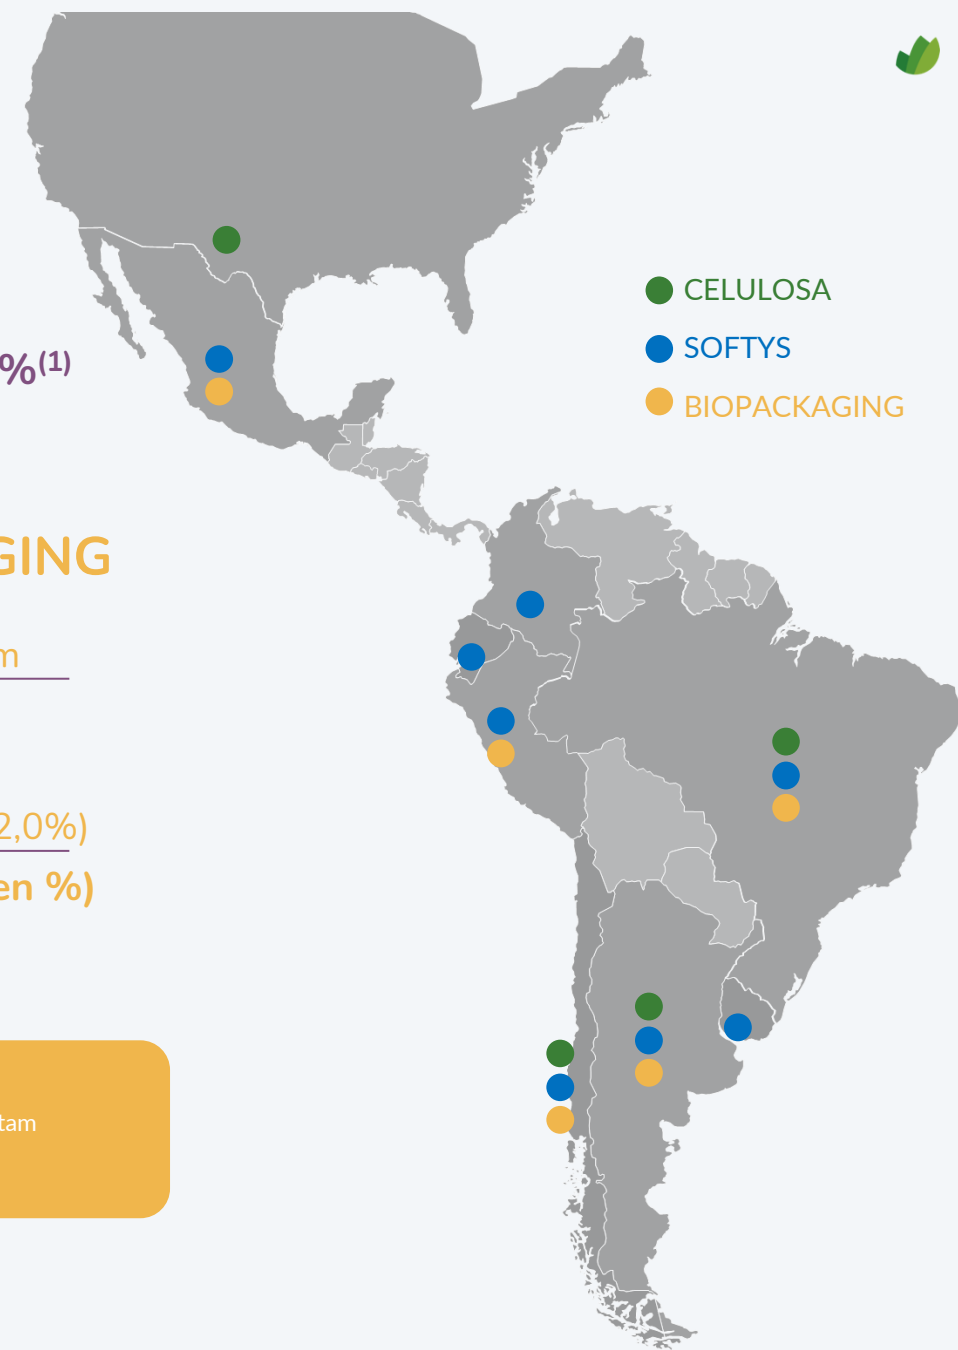 CELULOSA
SOFTYS
%(1)
BIOPACKAGING
GING
m
2,0%)
en %)
tam